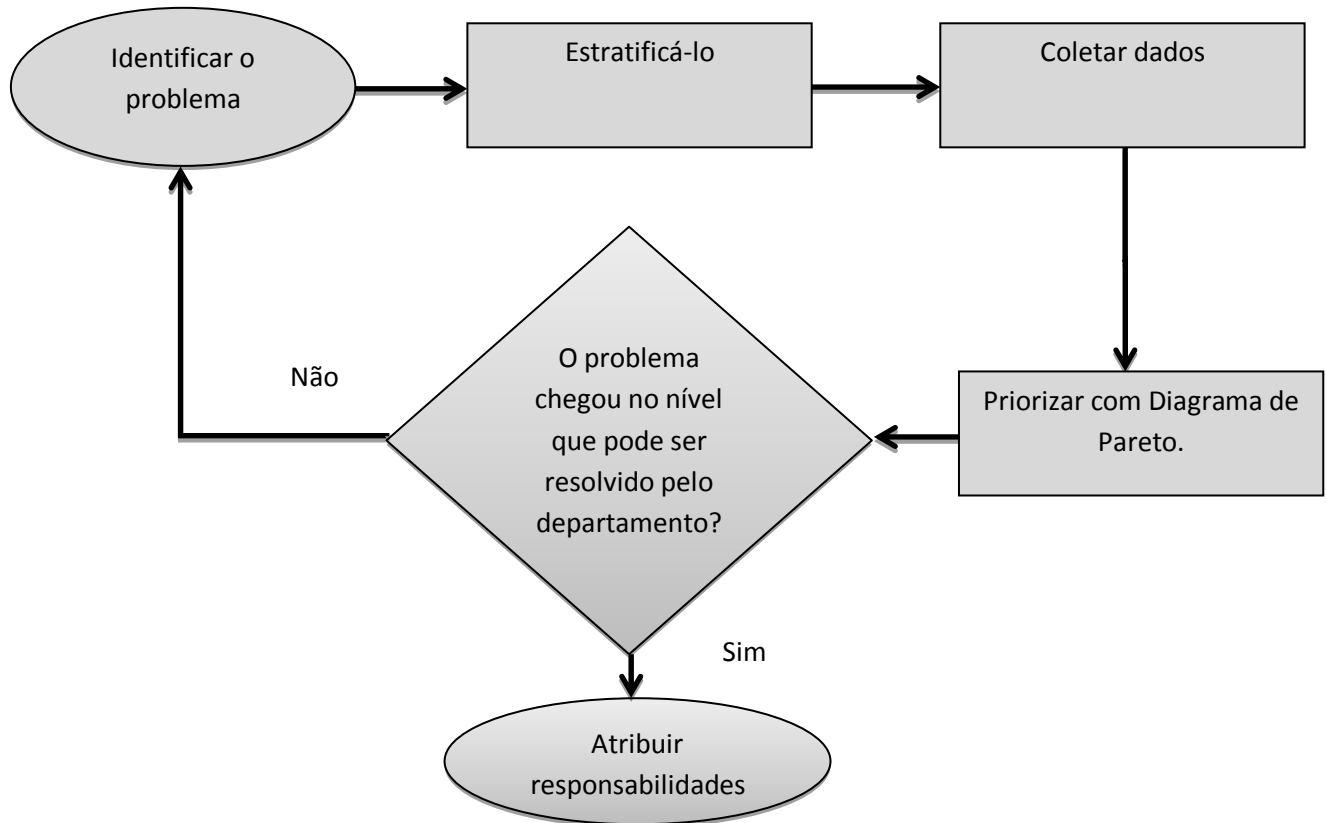 Identificar o
problema
Estratificá-lo
Coletar dados
Priorizar com Diagrama de
Pareto.
O problema
chegou no nível
que pode ser
resolvido pelo
departamento?
Não
Sim
Atribuir
responsabilidades